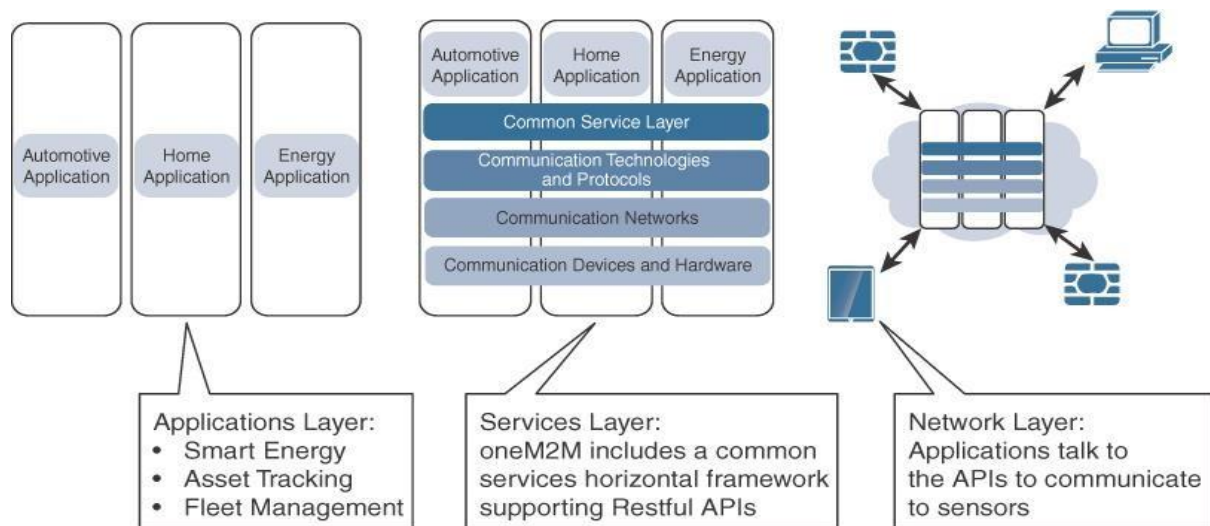 Automotive
Application
Home
Application
Energy
Application
Automotive
Application
Home
Application
Energy
Application
Common Service Layer
Communication Technologies
and Protocols
Communication Networks
Communication Devices and Hardware
Applications Layer:
• Smart Energy
• Asset Tracking
• Fleet Management
Services Layer:
oneM2M includes a common
services horizontal framework
supporting Restful APIs
Network Layer:
Applications talk to
the APIs to communicate
to sensors